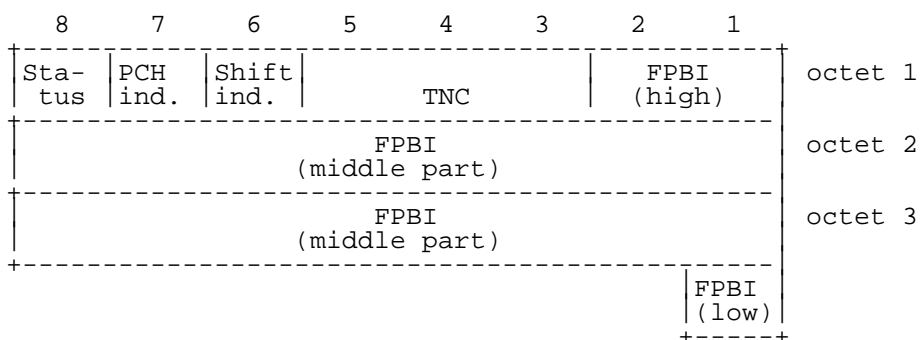 8 7 6 5 4 3 2 1
Sta- PCH Shift FPBI octet 1
tus ind. ind. TNC (high)
FPBI octet 2
(middle part)
FPBI octet 3
(middle part)
FPBI
(low)